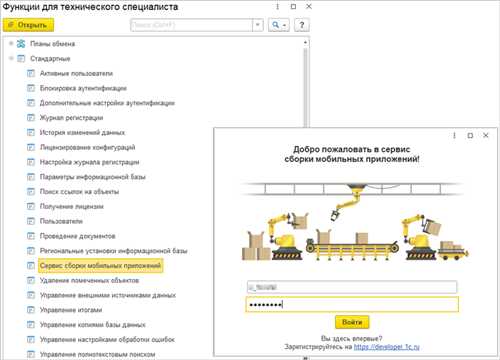 Функции для технического специалиста
Открыть
Поиск (Ctrl+F)
?
Планы обмена
Стандартные
Активные пользователи
Блокировка аутентификации
Дополнительные настройки аутентификации
Журнал регистрации
История изменений данных
Лицензирование конфигураций
Настройка журнала регистрации
Параметры информационной базы
Поиск ссылок на объекты
Получение лицензии
Пользователи
Проведение документов
Региональные установки информационной базы
Сервис сборки мобильных приложений
Удаление помеченных объектов
Управление внешними источниками данных
Управление итогами
Управление копиями базы данных
Управление настройками обработки ошибок
Управление полнотекстовым поиском
Добро пожаловать в сервис
сборки мобильных приложений!
Войти
Вы здесь впервые?
Зарегистрируйтесь на https://developer.1c.ru